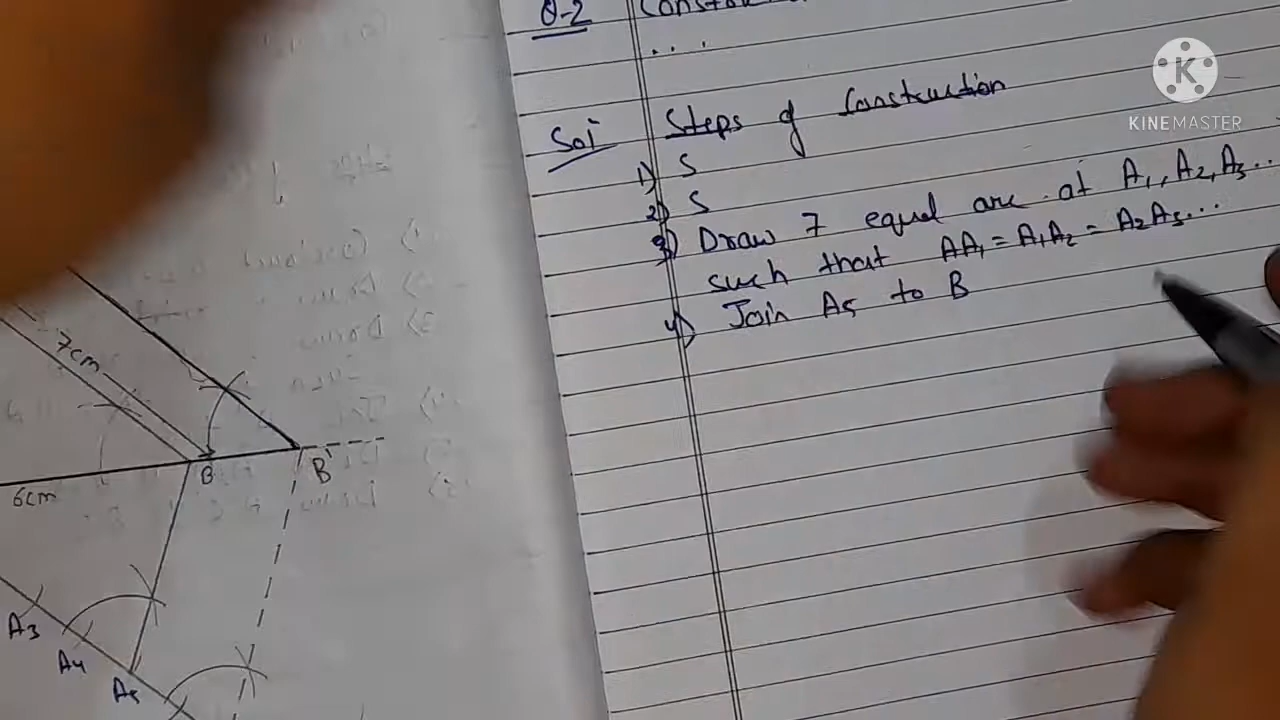 Q-2
. . .
Sol Steps of Construction
1) S
2) S
3) Draw 7 equal arc at A1, A2, A3...
such that AA1 = A1A2 = A2A3...
4) Join A5 to B
7cm
6cm
B
B'
A3
A4
A5
K
KINEMASTER